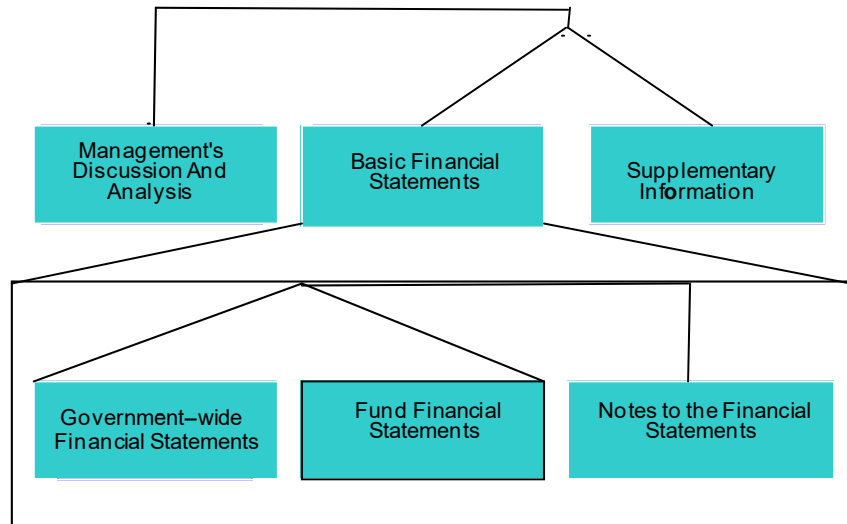 Management's
Discussion And
Analysis
Basic Financial
Statements
Supplementary
Information
Government–wide
Financial Statements
Fund Financial
Statements
Notes to the Financial
Statements